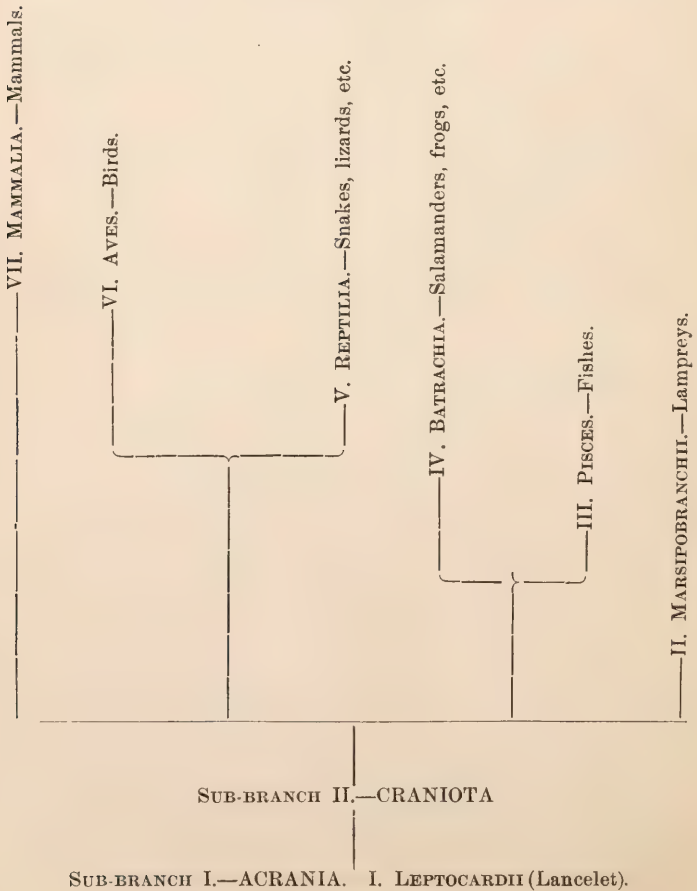 VII. MAMMALIA.—Mammals.
VI. AVES.—Birds.
V. REPTILIA.—Snakes, lizards, etc.
IV. BATRACHIA.—Salamanders, frogs, etc.
III. PISCES.—Fishes.
II. MARSIPOBRANCHII.—Lampreys.
SUB-BRANCH II.—CRANIOTA
SUB-BRANCH I.—ACRANIA. I. LEPTOCARDII (Lancelet).